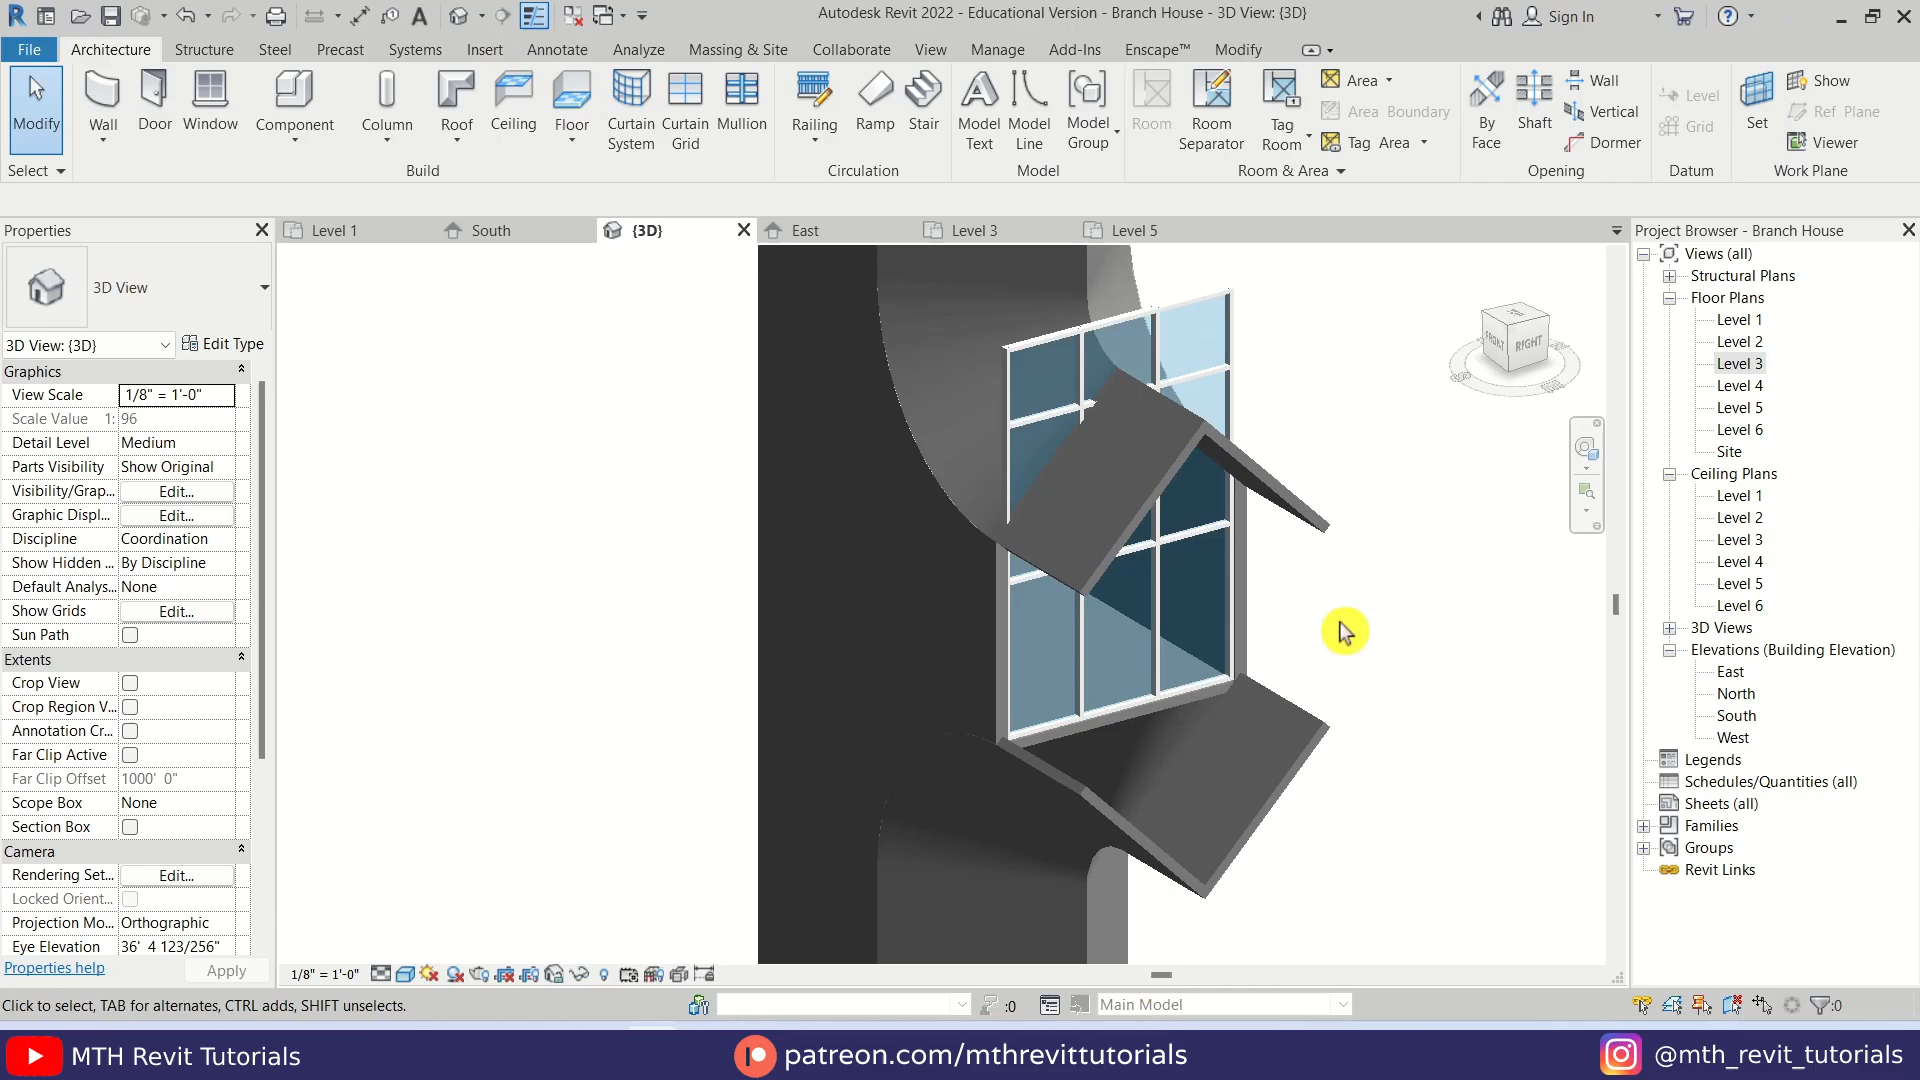 Autodesk Revit 2022 - Educational Version - Branch House - 3D View: {3D}
Sign In
File Architecture Structure Steel Precast Systems Insert Annotate Analyze Massing & Site Collaborate View Manage Add-Ins Enscape™ Modify
Modify
Wall
Door
Window
Component
Column
Roof
Ceiling
Floor
Curtain System
Curtain Grid
Mullion
Railing
Ramp
Stair
Model Text
Model Line
Model Group
Room
Room Separator
Tag Room
Area
Area Boundary
Tag Area
By Face
Shaft
Wall
Vertical
Dormer
Level
Grid
Set
Show
Ref Plane
Viewer
Select Build Circulation Model Room & Area Opening Datum Work Plane
Properties
Level 1 South {3D} East Level 3 Level 5
Project Browser - Branch House
3D View
3D View: {3D} Edit Type
Graphics
View Scale 1/8" = 1'-0"
Scale Value 1: 96
Detail Level Medium
Parts Visibility Show Original
Visibility/Grap... Edit...
Graphic Displ... Edit...
Discipline Coordination
Show Hidden ... By Discipline
Default Analys... None
Show Grids Edit...
Sun Path
Extents
Crop View
Crop Region V...
Annotation Cr...
Far Clip Active
Far Clip Offset 1000' 0"
Scope Box None
Section Box
Camera
Rendering Set... Edit...
Locked Orient...
Projection Mo... Orthographic
Eye Elevation 36' 4 123/256"
Properties help Apply
FRONT RIGHT
Views (all)
Structural Plans
Floor Plans
Level 1
Level 2
Level 3
Level 4
Level 5
Level 6
Site
Ceiling Plans
Level 1
Level 2
Level 3
Level 4
Level 5
Level 6
3D Views
Elevations (Building Elevation)
East
North
South
West
Legends
Schedules/Quantities (all)
Sheets (all)
Families
Groups
Revit Links
1/8" = 1'-0"
Click to select, TAB for alternates, CTRL adds, SHIFT unselects.
:0
Main Model
:0
MTH Revit Tutorials
patreon.com/mthrevittutorials
@mth_revit_tutorials